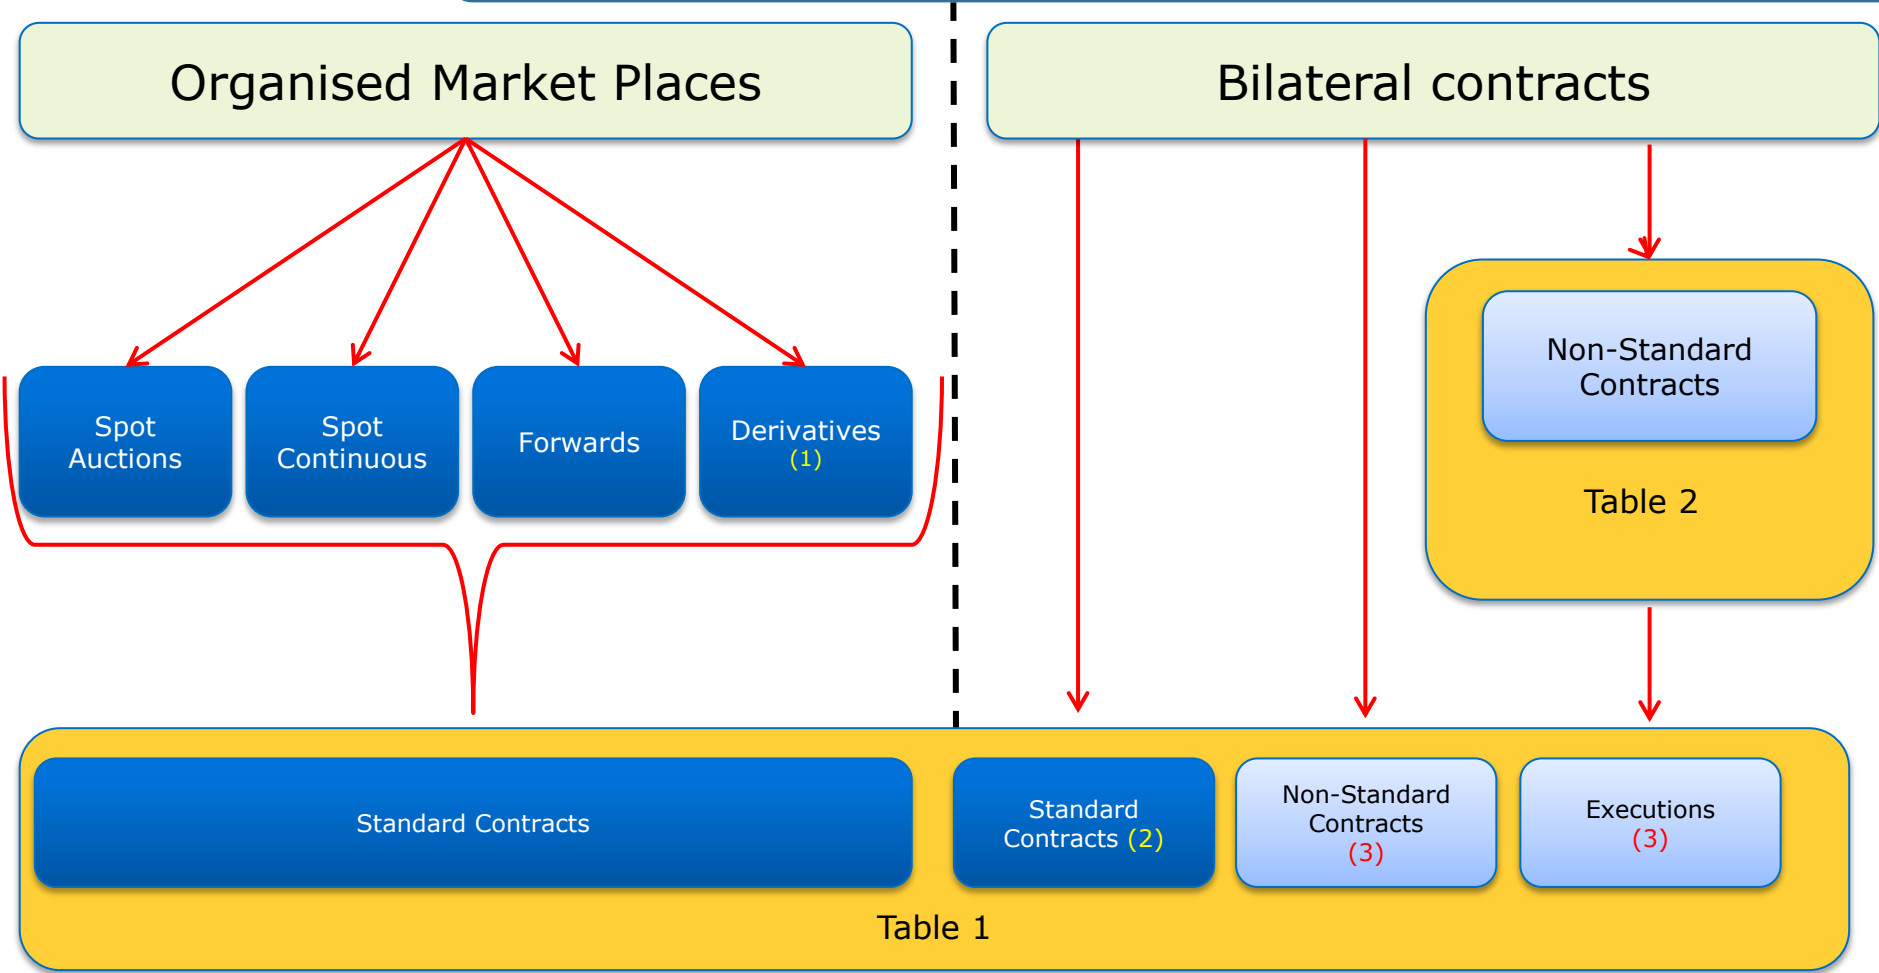 Organised Market Places
Bilateral contracts
Non-Standard
Contracts
Table 2
Spot
Auctions
Spot
Continuous
Forwards
Derivatives
(1)
Standard Contracts
Standard
Contracts (2)
Non-Standard
Contracts
(3)
Executions
(3)
Table 1